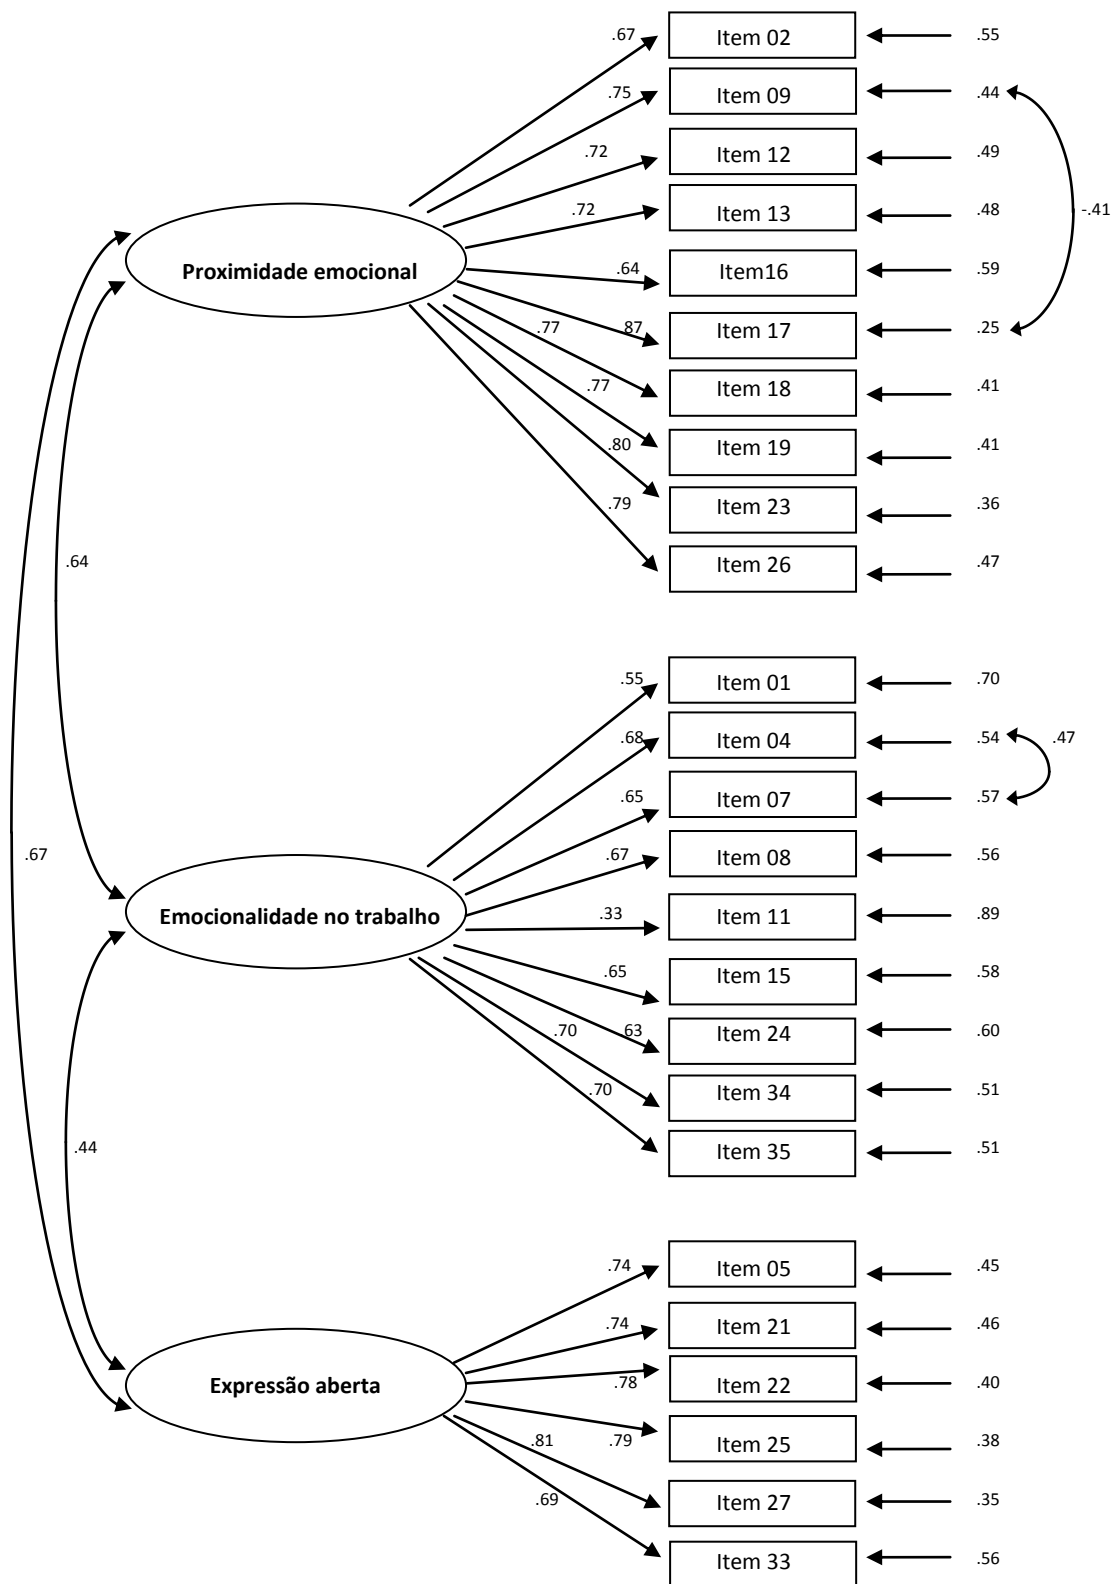 .67 Item 02 .55
.75 Item 09 .44
.72 Item 12 .49
.72 Item 13 .48 -.41
Proximidade emocional
.64 Item16 .59
.87 Item 17 .25
.77 Item 18 .41
.77 Item 19 .41
.80 Item 23 .36
.79 Item 26 .47
.64
.55 Item 01 .70
.68 Item 04 .54 .47
.65 Item 07 .57
.67 Item 08 .56
.67
Emocionalidade no trabalho
.33 Item 11 .89
.65 Item 15 .58
.63 Item 24 .60
.70 Item 34 .51
.70 Item 35 .51
.44
.74 Item 05 .45
.74 Item 21 .46
Expressão aberta
.78 Item 22 .40
.79 Item 25 .38
.81 Item 27 .35
.69 Item 33 .56